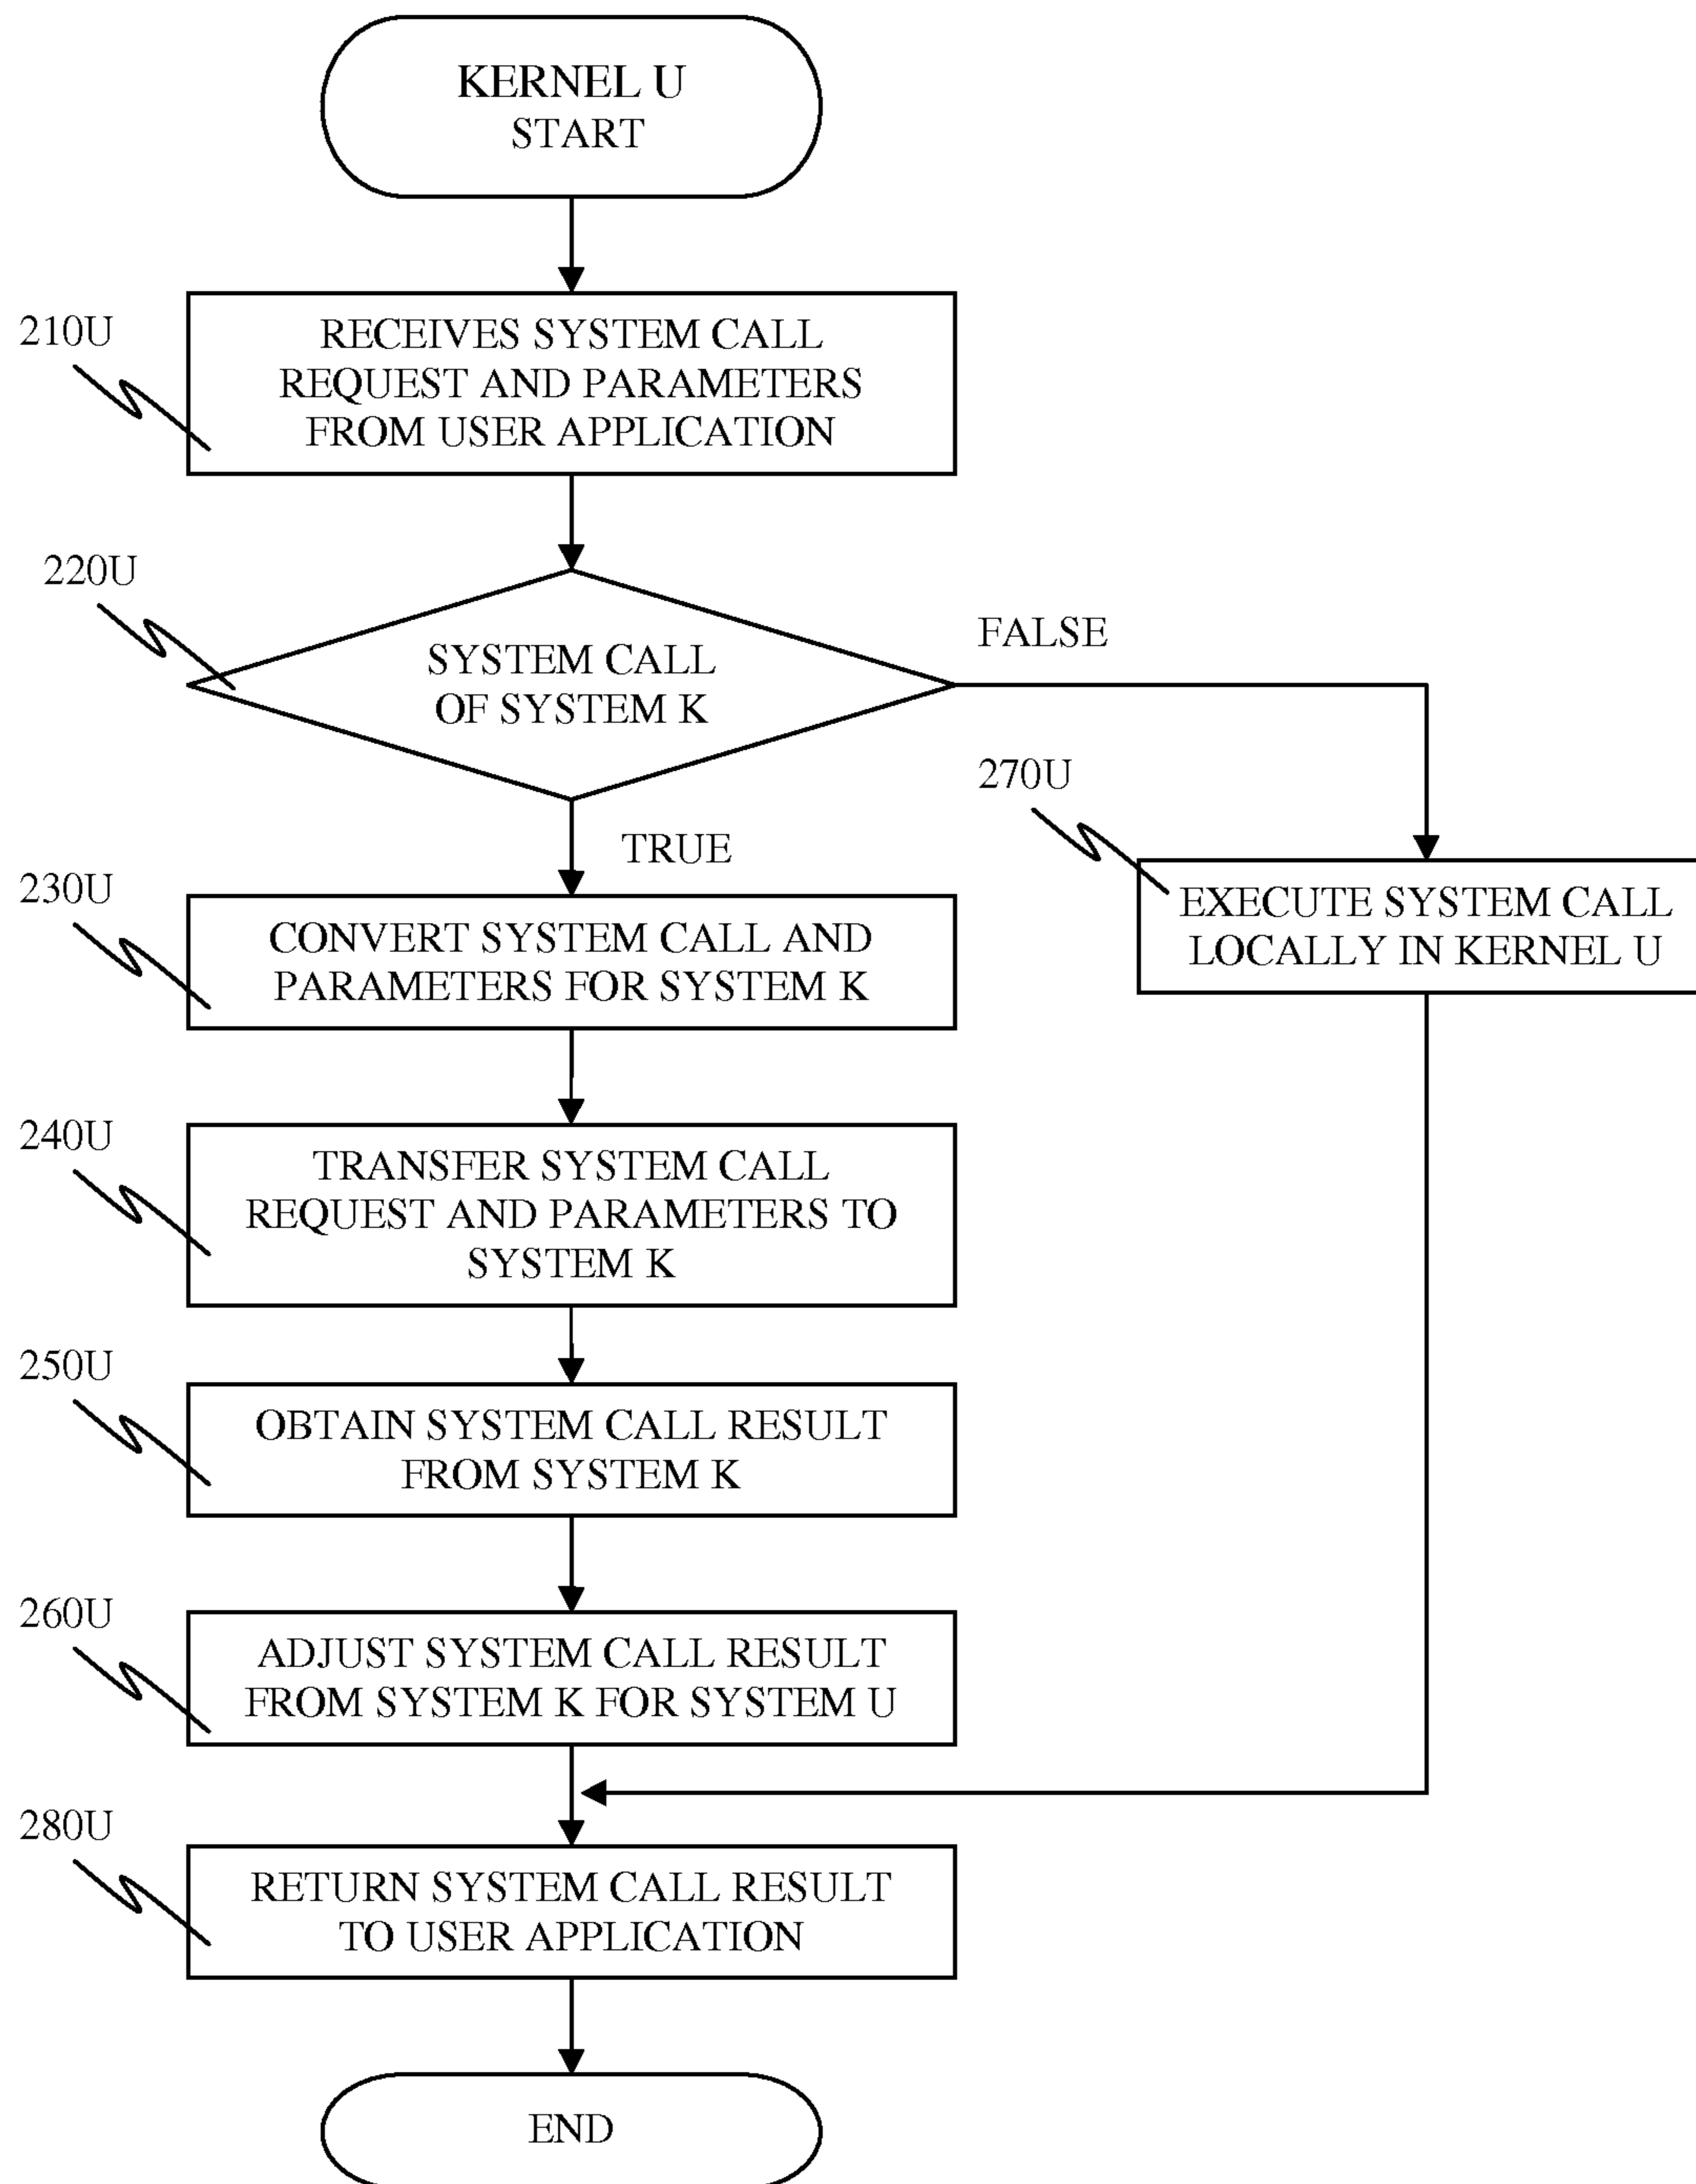 KERNEL U
START
210U
RECEIVES SYSTEM CALL
REQUEST AND PARAMETERS
FROM USER APPLICATION
220U
SYSTEM CALL
OF SYSTEM K
FALSE
TRUE
270U
EXECUTE SYSTEM CALL
LOCALLY IN KERNEL U
230U
CONVERT SYSTEM CALL AND
PARAMETERS FOR SYSTEM K
240U
TRANSFER SYSTEM CALL
REQUEST AND PARAMETERS TO
SYSTEM K
250U
OBTAIN SYSTEM CALL RESULT
FROM SYSTEM K
260U
ADJUST SYSTEM CALL RESULT
FROM SYSTEM K FOR SYSTEM U
280U
RETURN SYSTEM CALL RESULT
TO USER APPLICATION
END